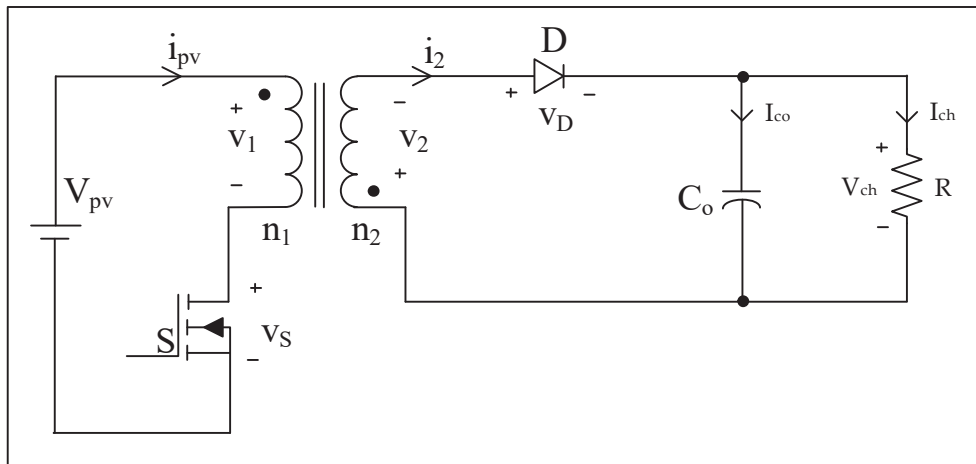 i_pv
i_2
D
+
-
v_D
+
v_1
-
-
v_2
+
I_co
I_ch
+
V_ch
-
R
C_o
V_pv
n_1
n_2
S
+
v_S
-